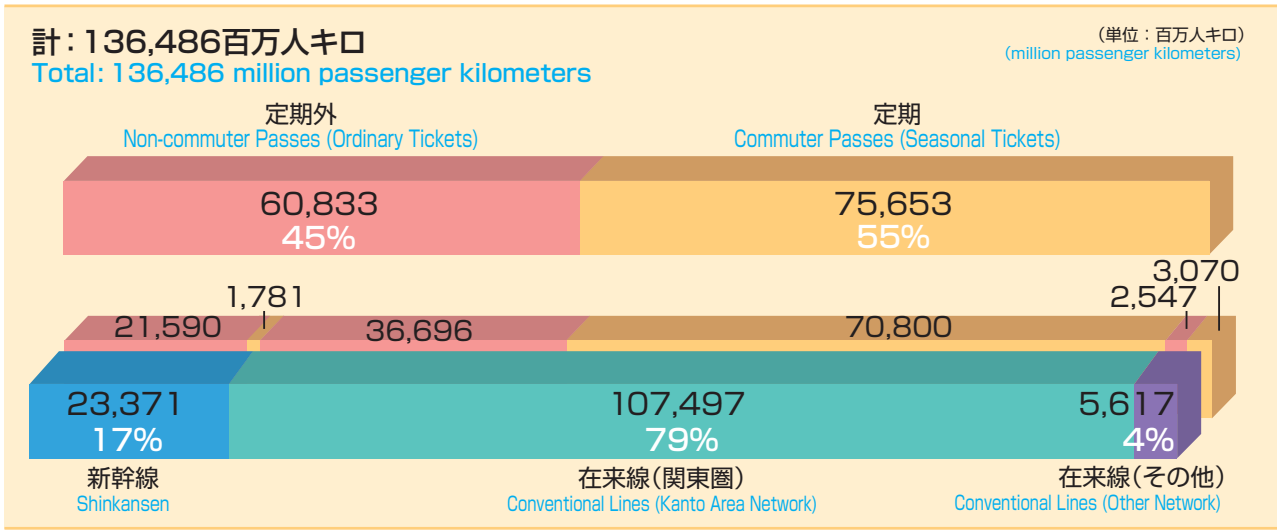 計：136,486百万人キロ
Total: 136,486 million passenger kilometers
（単位：百万人キロ）
(million passenger kilometers)
定期外
Non-commuter Passes (Ordinary Tickets)
定期
Commuter Passes (Seasonal Tickets)
60,833
45%
75,653
55%
21,590
1,781
36,696
70,800
2,547
3,070
23,371
17%
107,497
79%
5,617
4%
新幹線
Shinkansen
在来線（関東圏）
Conventional Lines (Kanto Area Network)
在来線（その他）
Conventional Lines (Other Network)